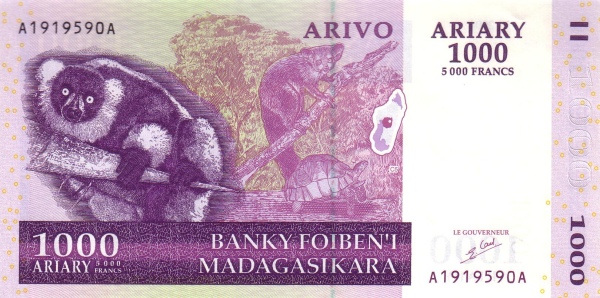 A1919590A
ARIVO
ARIARY
1000
5 000 FRANCS
LE GOUVERNEUR
1000
ARIARY 5 000 FRANCS
BANKY FOIBEN'I
MADAGASIKARA
A1919590A
1000
1000